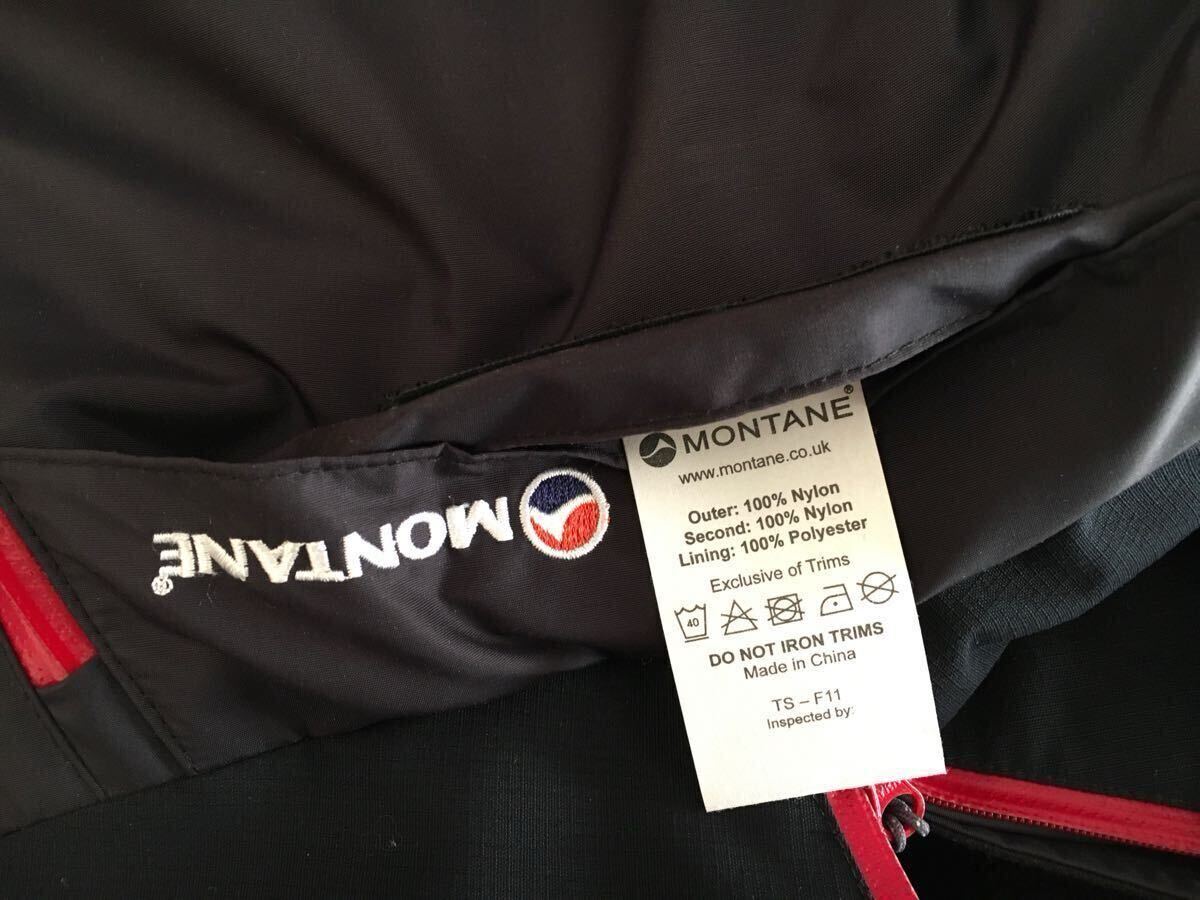 MONTANE®
MONTANE®
www.montane.co.uk
Outer: 100% Nylon
Second: 100% Nylon
Lining: 100% Polyester
Exclusive of Trims
40
DO NOT IRON TRIMS
Made in China
TS – F11
Inspected by: